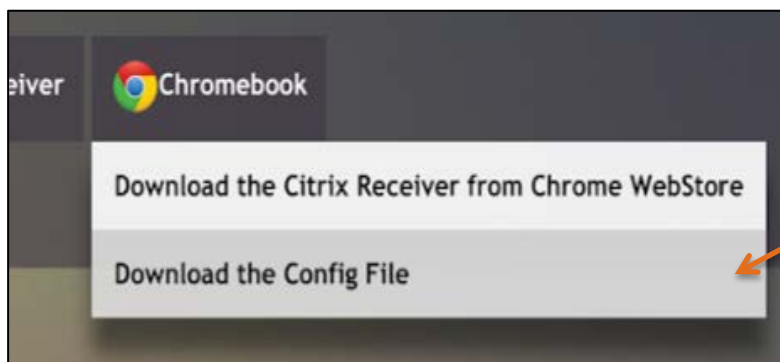 eiver
Chromebook
Download the Citrix Receiver from Chrome WebStore
Download the Config File